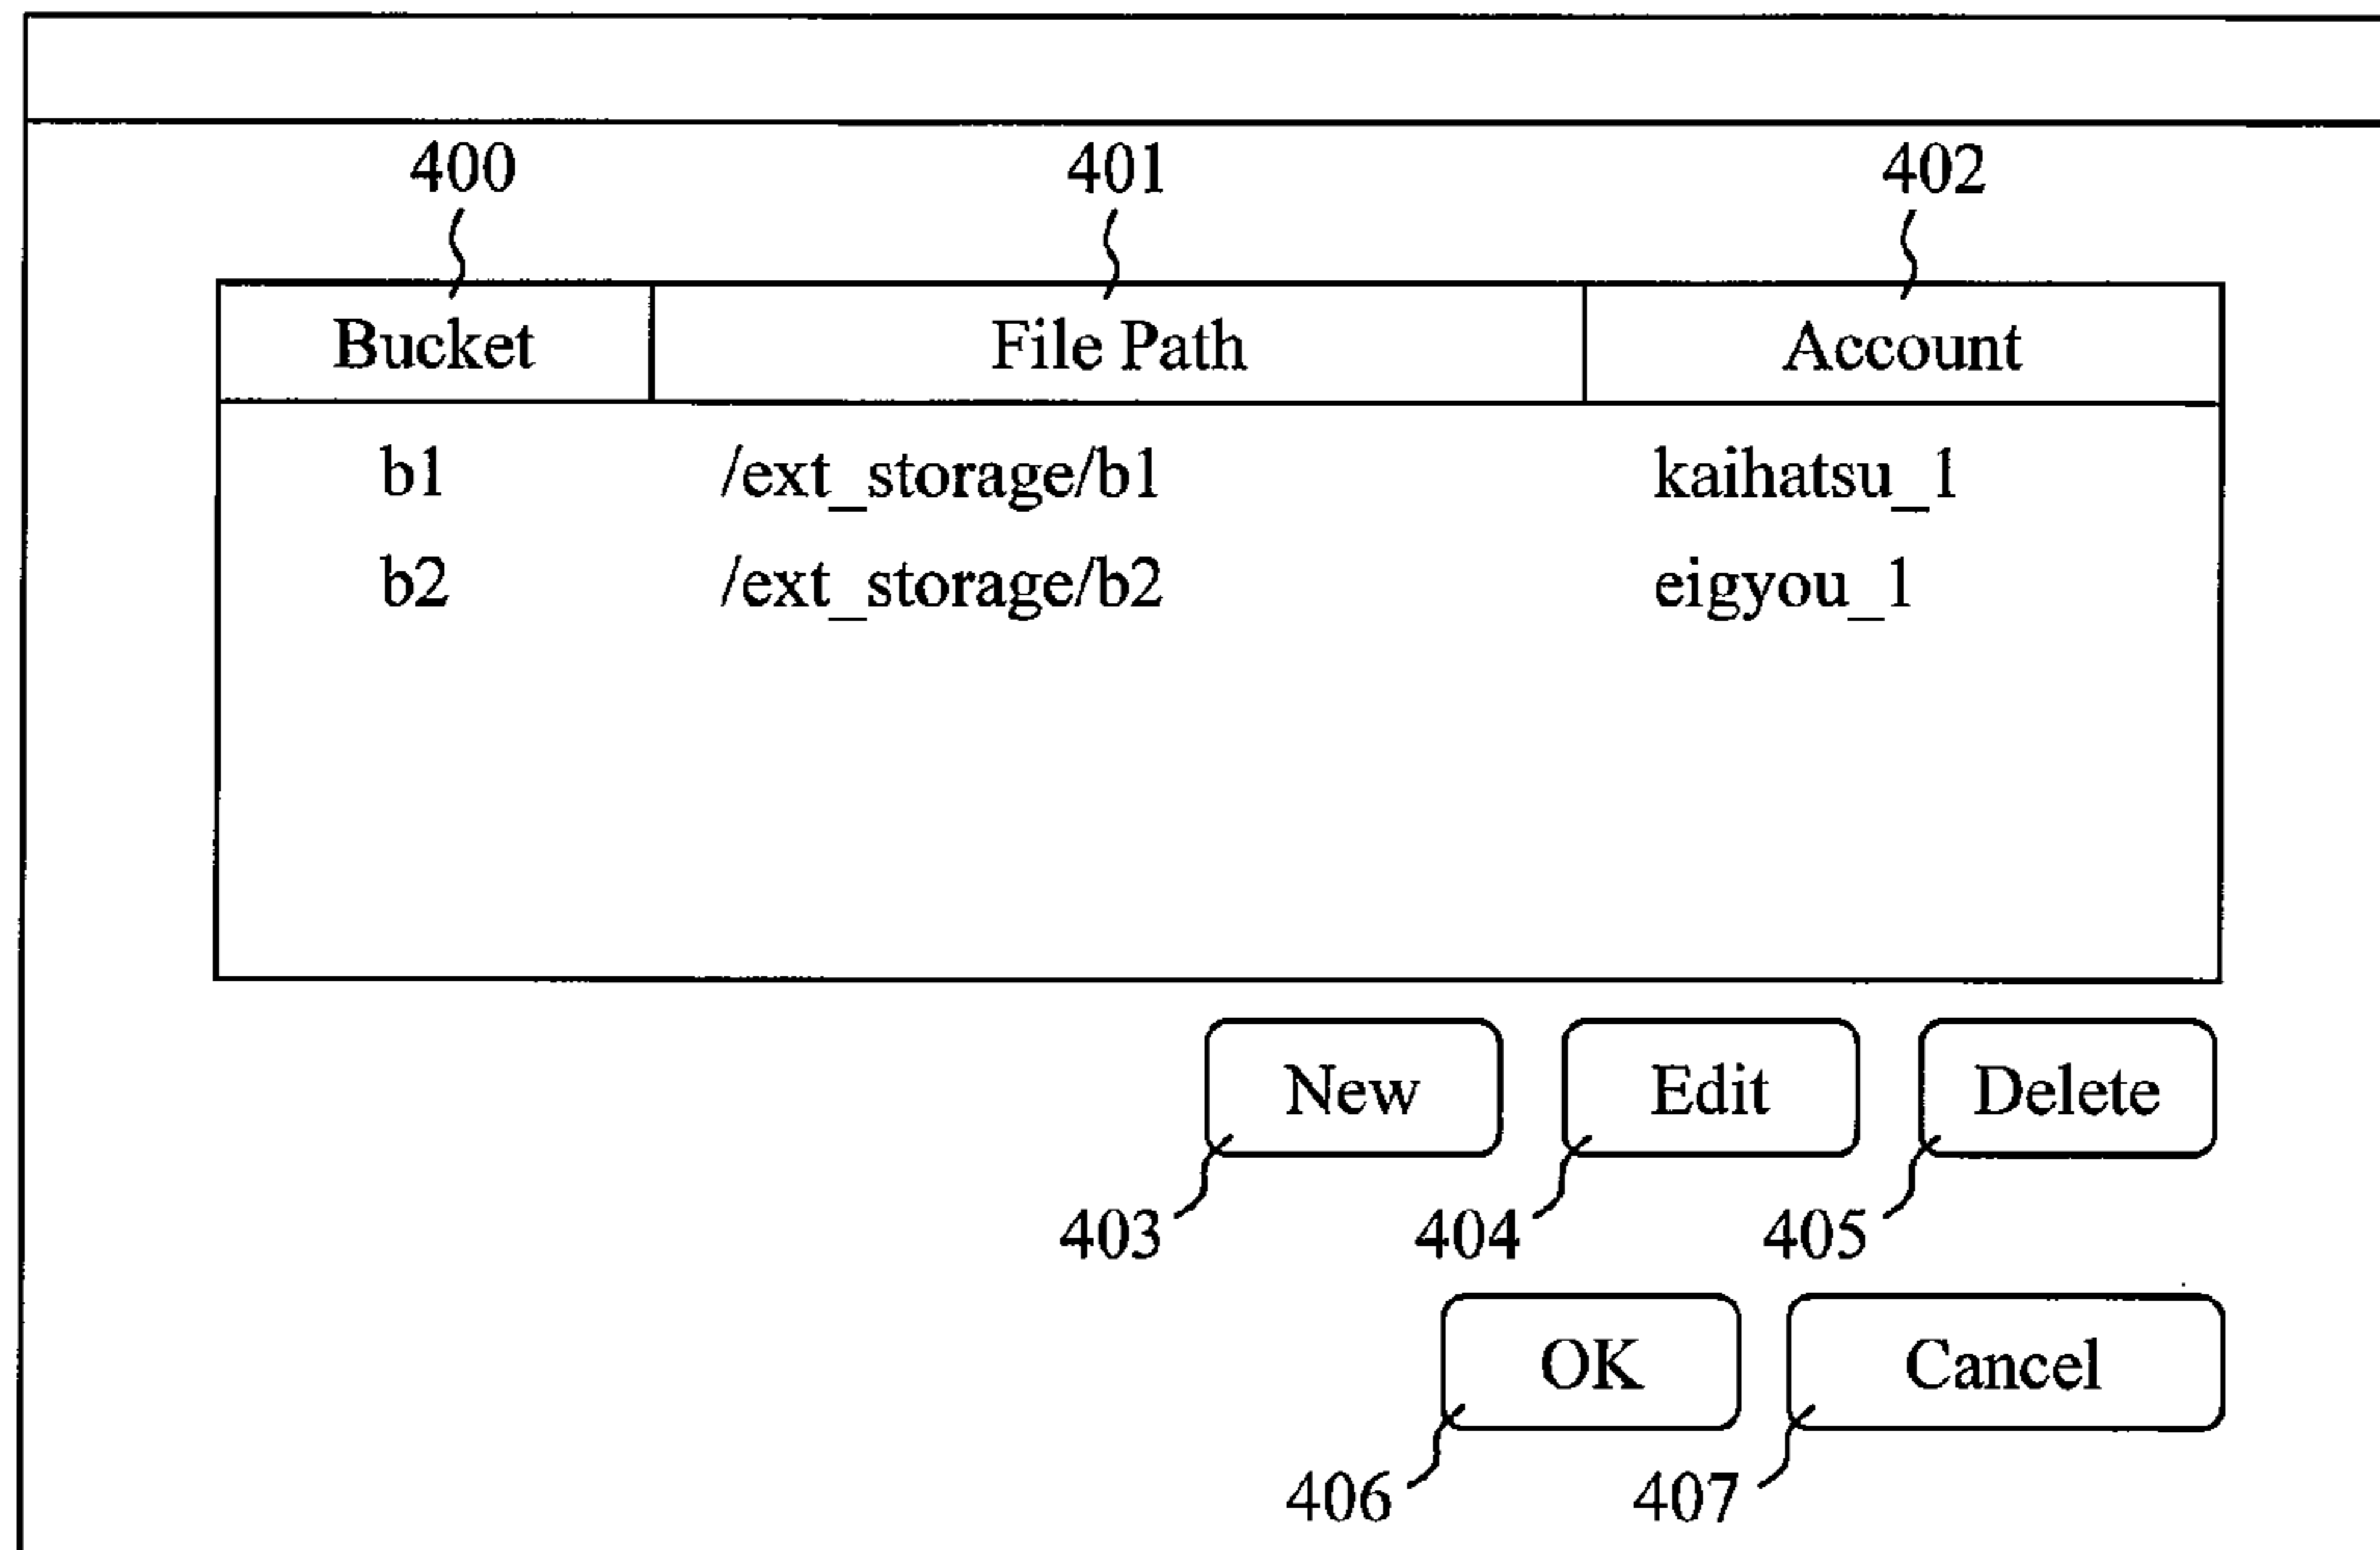 400 401 402
Bucket File Path Account
b1 /ext_storage/b1 kaihatsu_1
b2 /ext_storage/b2 eigyou_1
New Edit Delete
403 404 405
OK Cancel
406 407